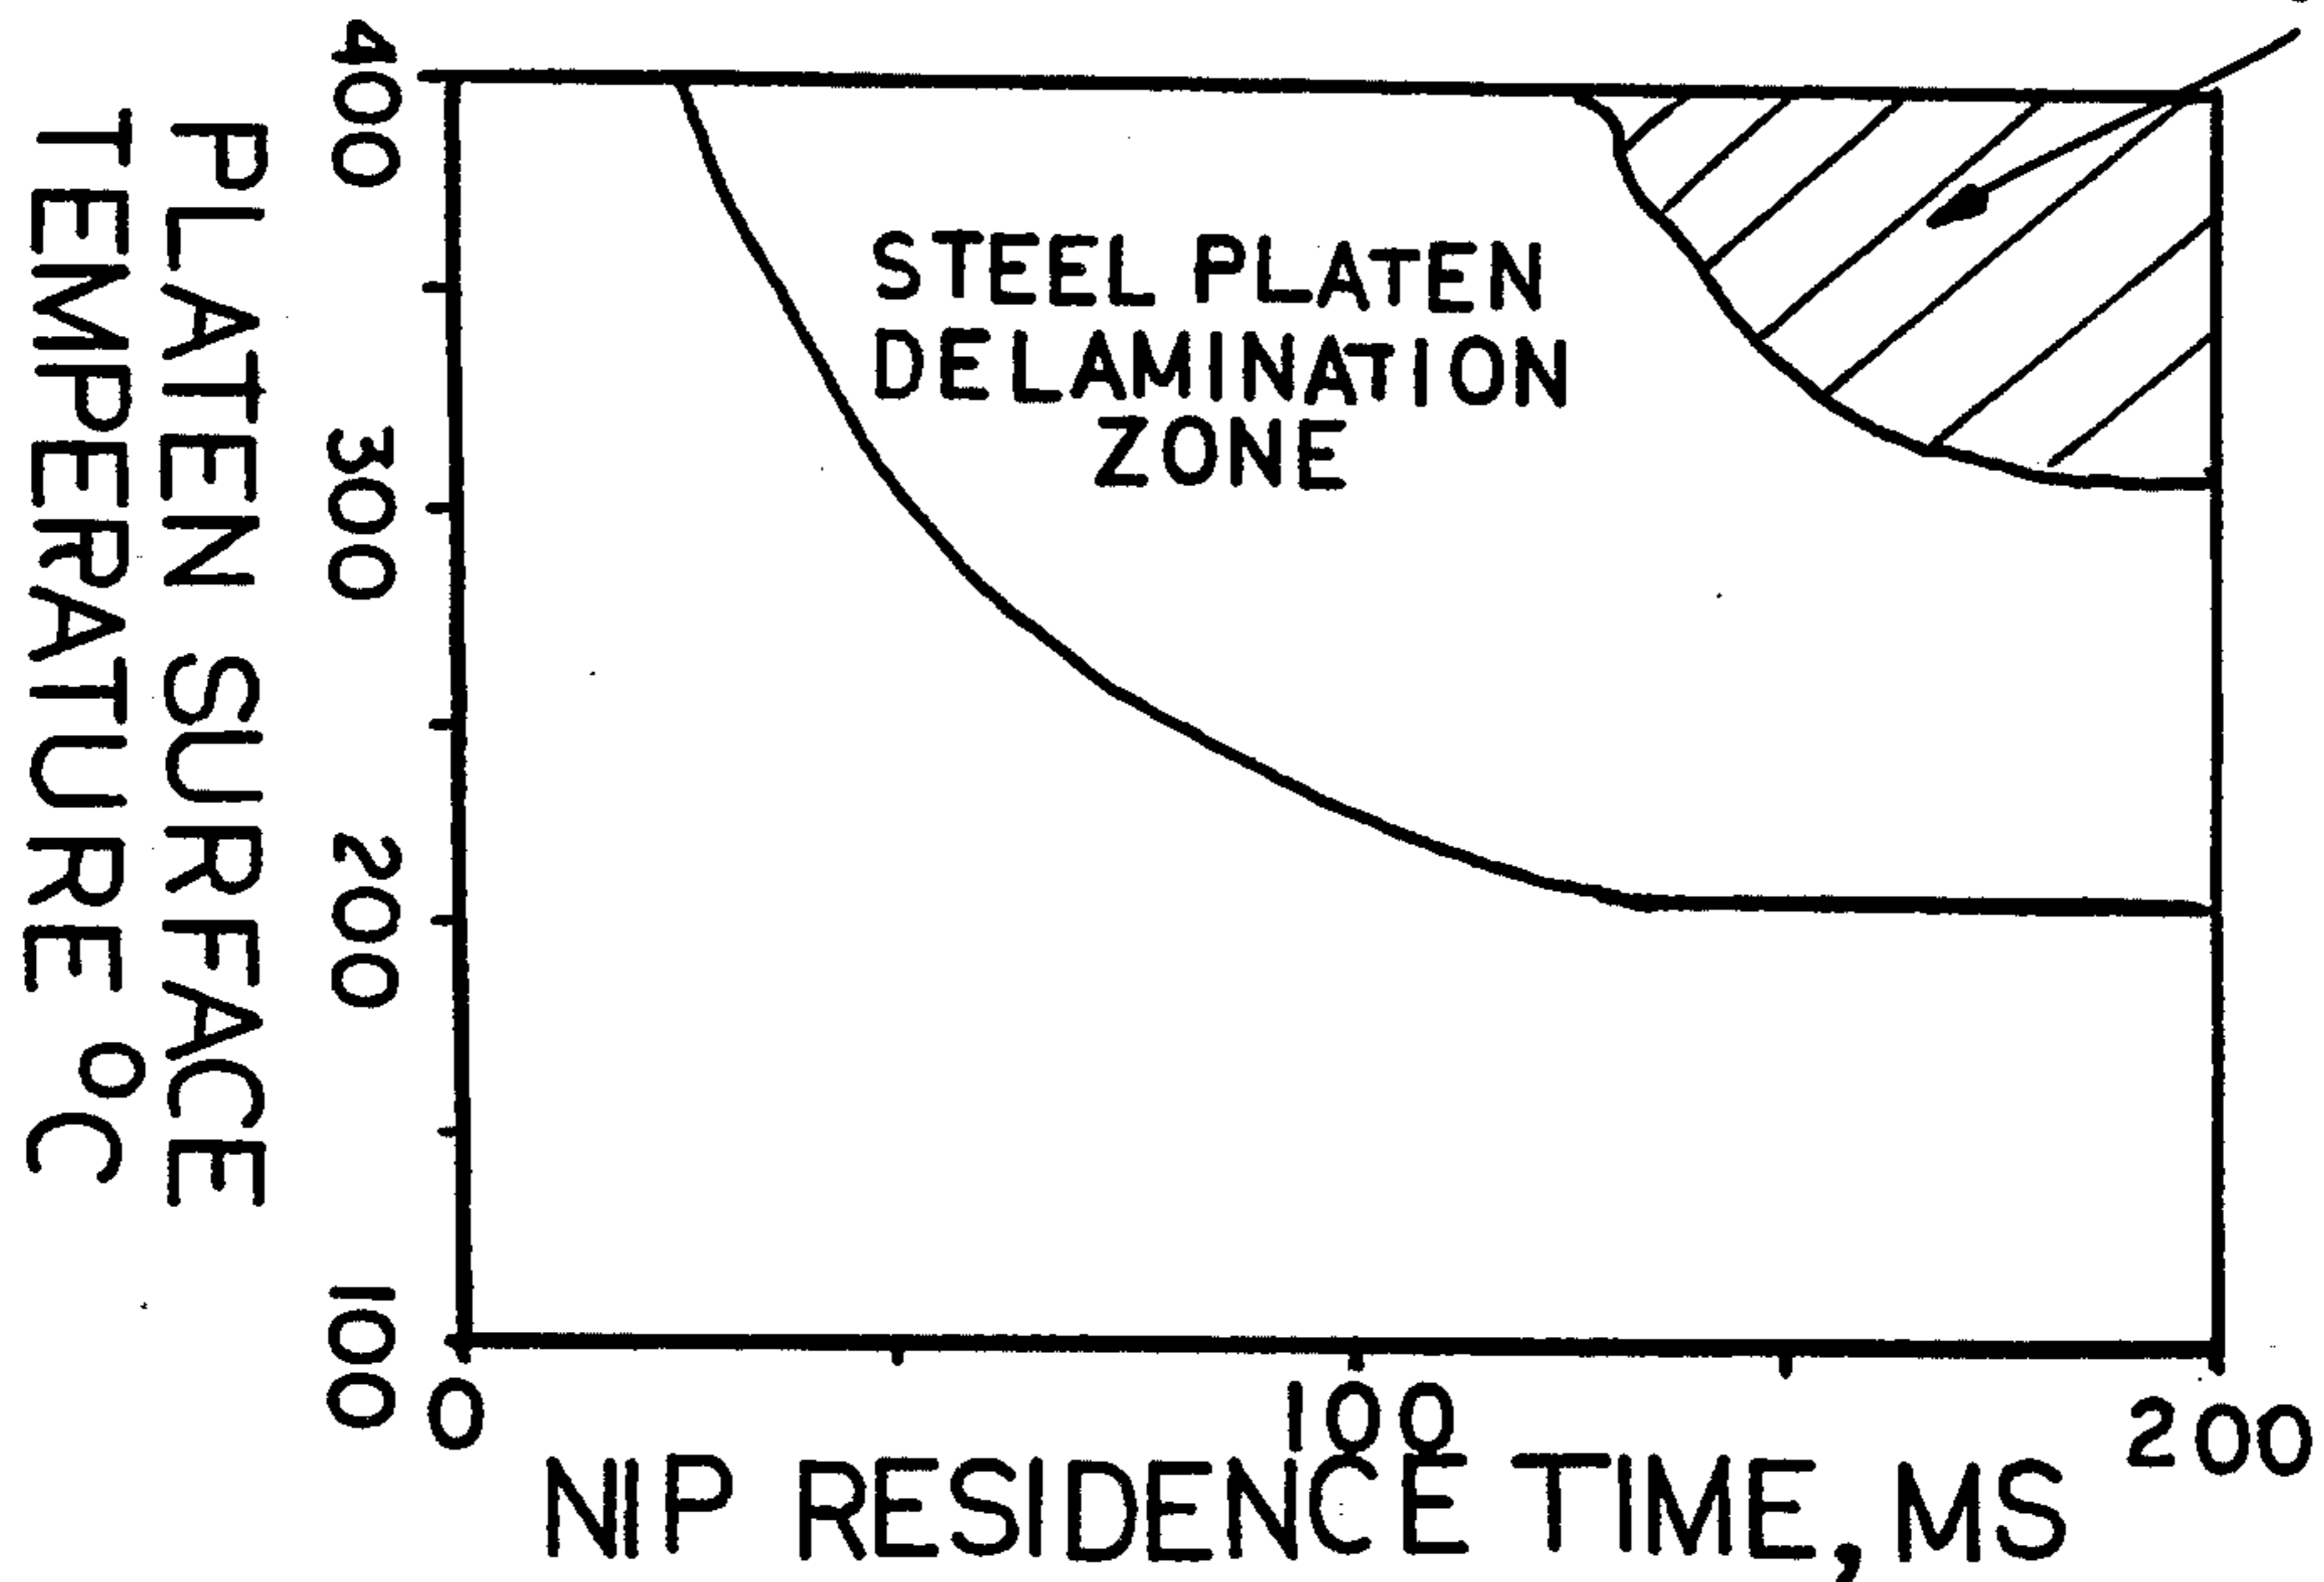 PLATEN SURFACE
TEMPERATURE °C
400
300
200
100
STEEL PLATEN
DELAMINATION
ZONE
0
100
200
NIP RESIDENCE TIME, MS